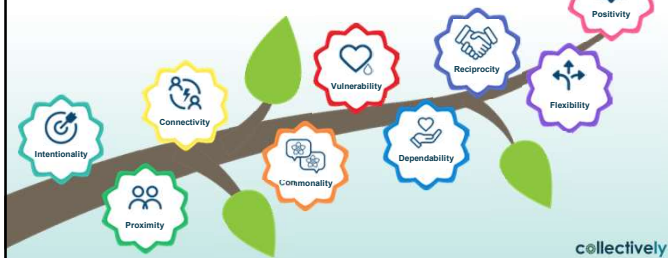 Positivity
Reciprocity
Vulnerability
Flexibility
Connectivity
Intentionality
Dependability
Commonality
Proximity
collectively